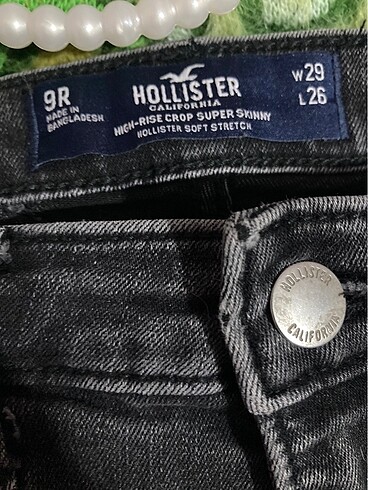 9R
MADE IN
BANGLADESH
HOLLISTER
CALIFORNIA
HIGH-RISE CROP SUPER SKINNY
HOLLISTER SOFT STRETCH
W29
L26
HOLLISTER
CALIFORNIA